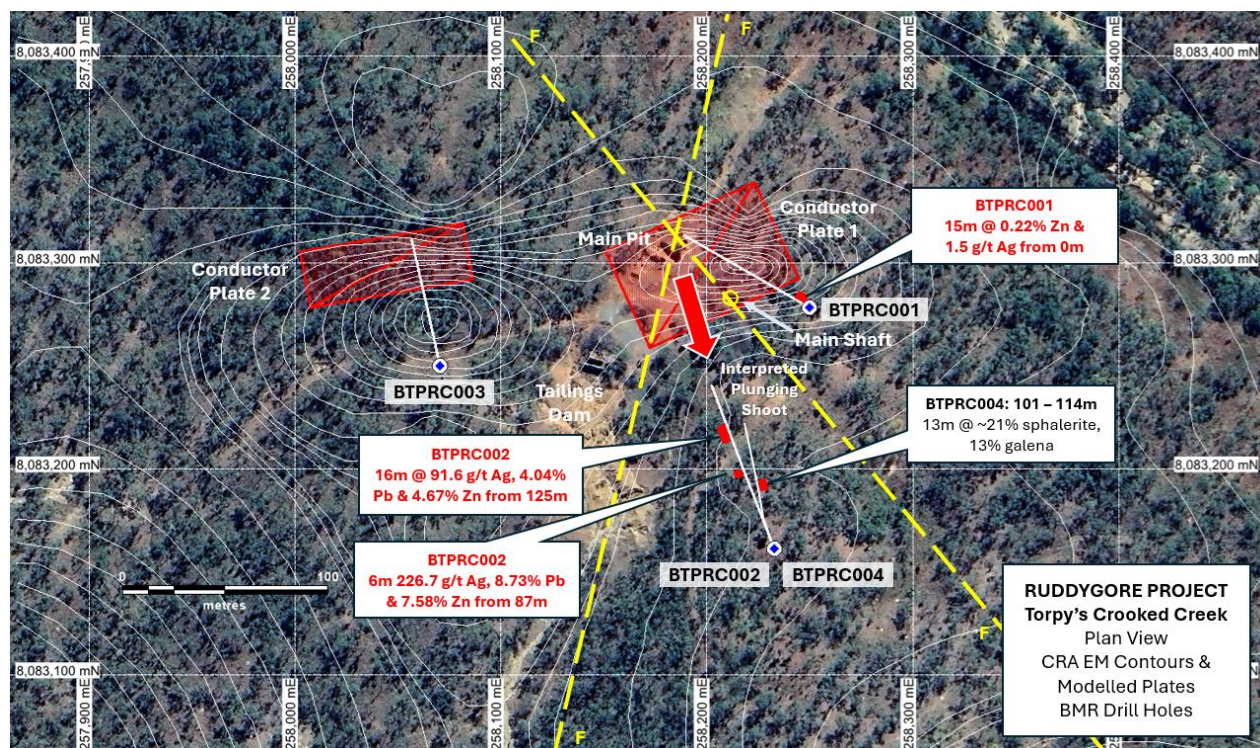 8,083,400 mN
257,900 mE
258,000 mE
258,100 mE
258,200 mE
258,300 mE
258,400 mE
8,083,400 mN
F
F
BTPRC001
15m @ 0.22% Zn &
1.5 g/t Ag from 0m
Conductor
Plate 1
Main Pit
8,083,300 mN
8,083,300 mN
Conductor
Plate 2
BTPRC001
Main Shaft
BTPRC003
Interpreted
Plunging
Shoot
Tailings
Dam
BTPRC004: 101 – 114m
13m @ ~21% sphalerite,
13% galena
BTPRC002
16m @ 91.6 g/t Ag, 4.04%
Pb & 4.67% Zn from 125m
8,083,200 mN
8,083,200 mN
BTPRC002
6m 226.7 g/t Ag, 8.73% Pb
& 7.58% Zn from 87m
BTPRC002
BTPRC004
0
100
metres
RUDDYGORE PROJECT
Torpy's Crooked Creek
Plan View
CRA EM Contours &
Modelled Plates
BMR Drill Holes
F
8,083,100 mN
257,900 mE
258,000 mE
258,100 mE
258,200 mE
258,300 mE
258,400 mE
F